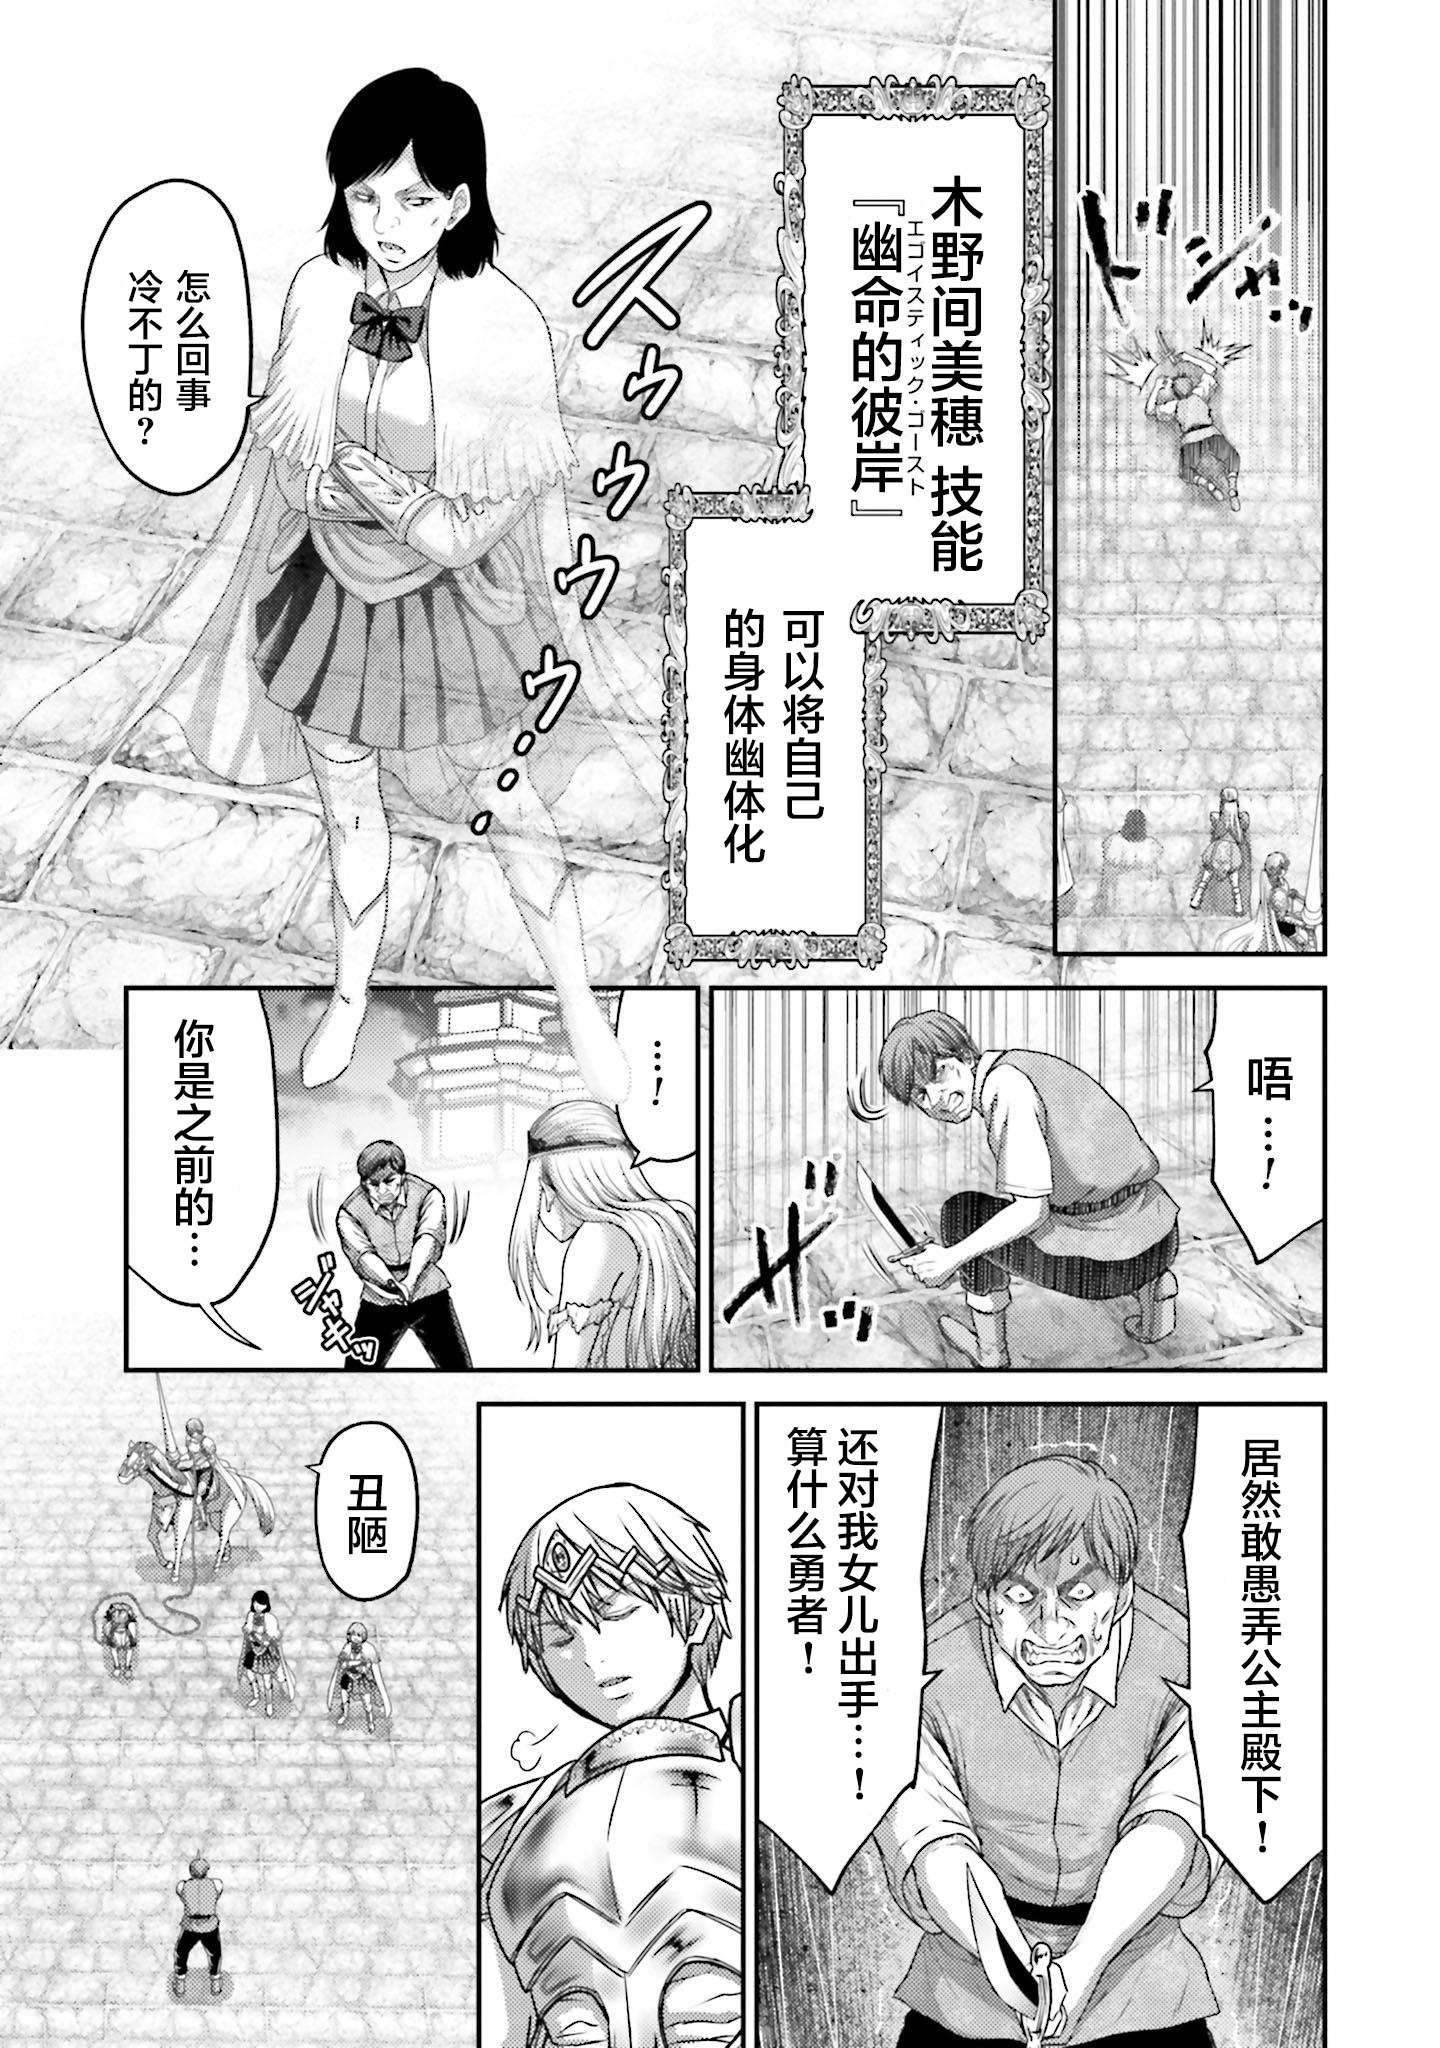 ドシャッ
木野间美穗 技能
『幽命的彼岸』
エゴイスティック・ゴースト
可以将自己
的身体幽体化
スゥゥゥゥ…
怎么回事
冷不丁的？
唔…！
ザッ
…！
ジャキッ
你是之前的…
居然敢愚弄公主殿下！
还对我女儿出手…！
算什么勇者！
丑陋